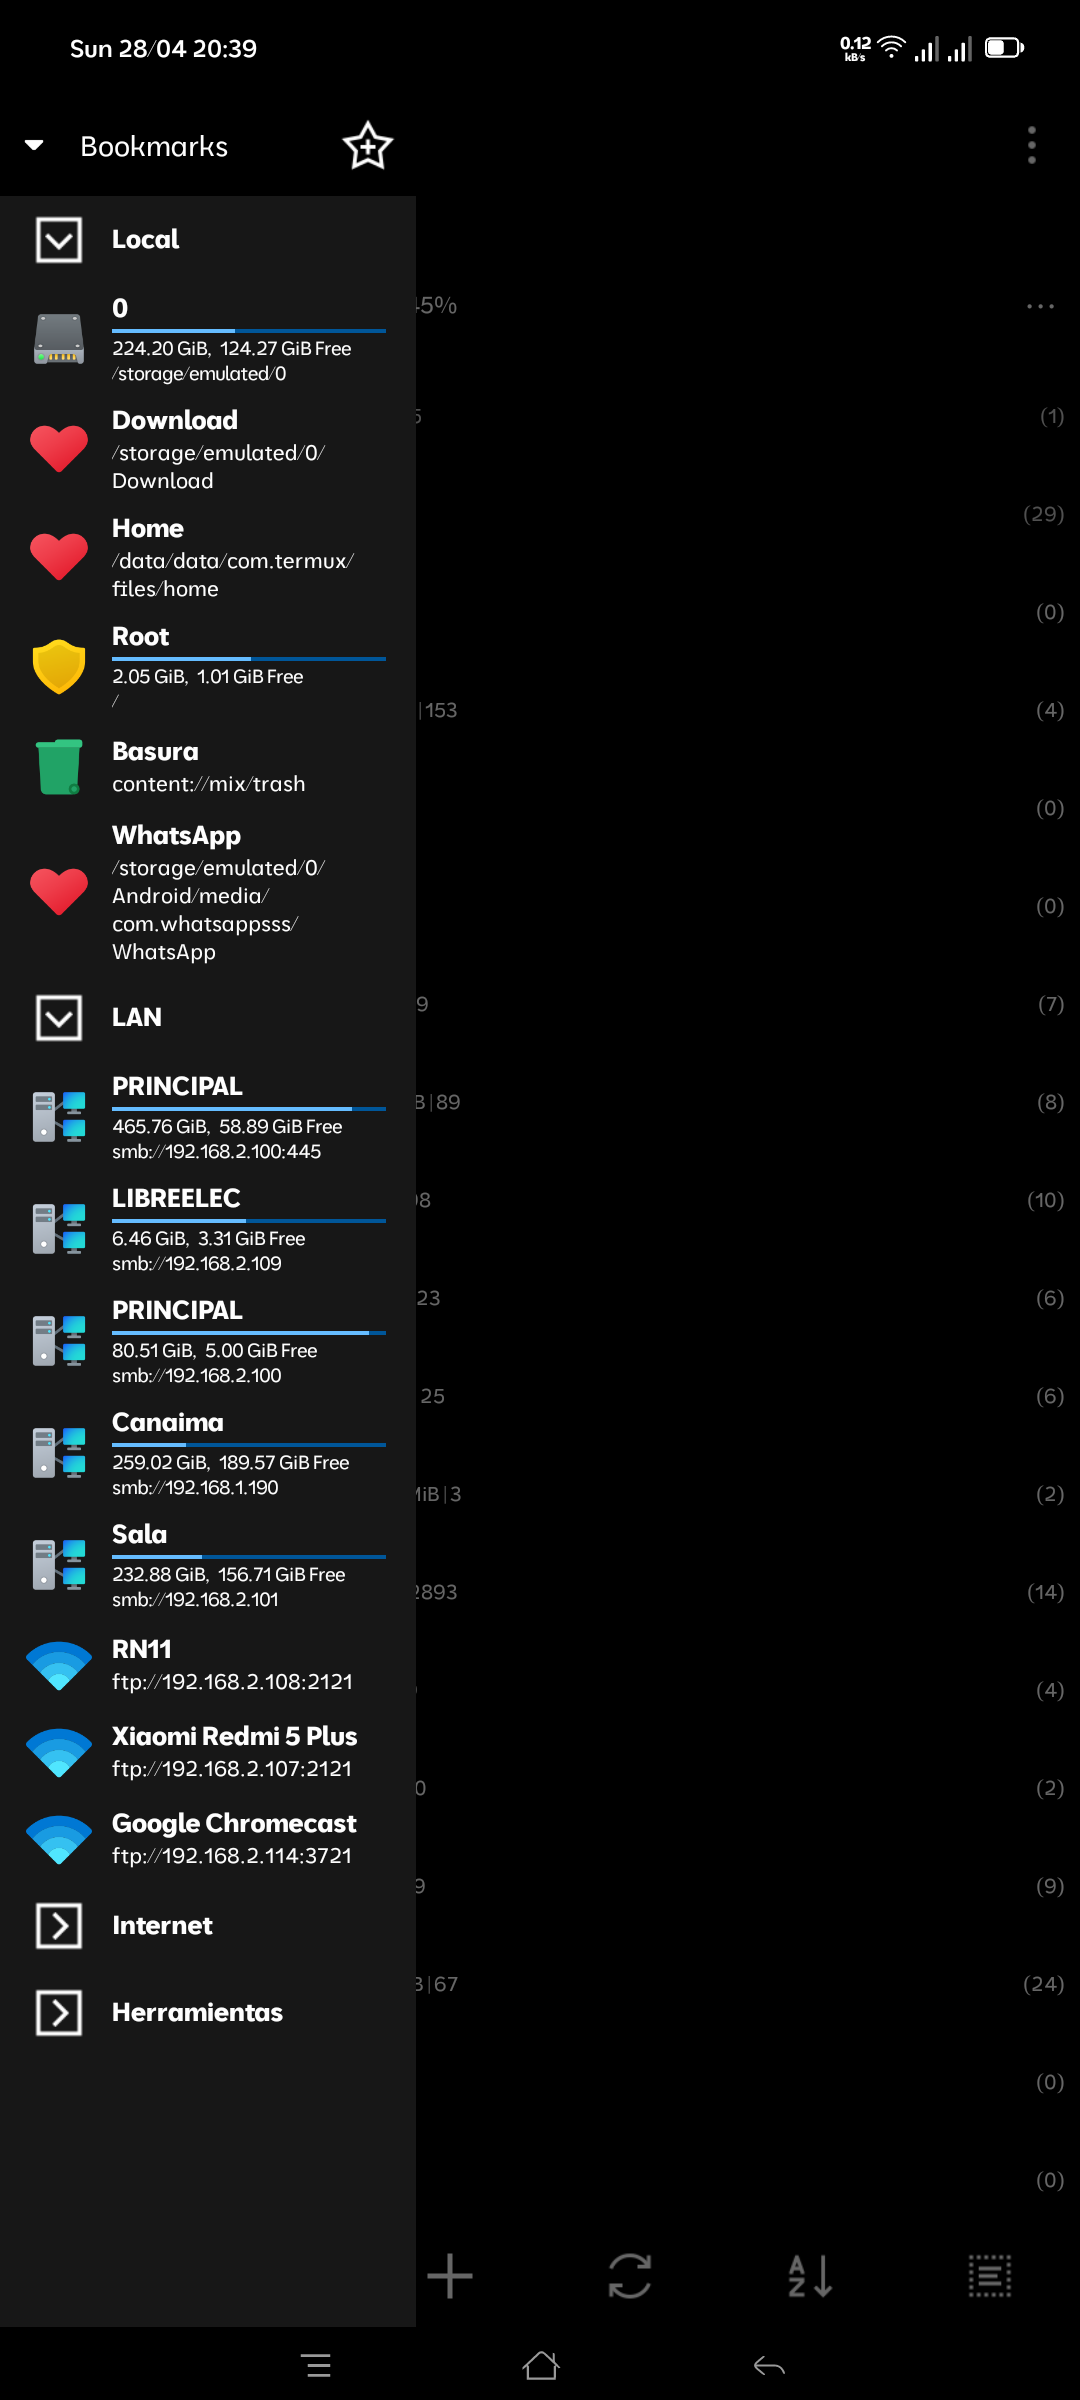 Sun 28/04 20:39
0.12
kB/s
Bookmarks
Local
0
224.20 GiB, 124.27 GiB Free
/storage/emulated/0
45%
Download
/storage/emulated/0/
Download
(1)
Home
/data/data/com.termux/
files/home
(29)
(0)
Root
2.05 GiB, 1.01 GiB Free
/
|153
(4)
Basura
content://mix/trash
(0)
WhatsApp
/storage/emulated/0/
Android/media/
com.whatsappsss/
WhatsApp
(0)
LAN
9
(7)
PRINCIPAL
465.76 GiB, 58.89 GiB Free
smb://192.168.2.100:445
B|89
(8)
LIBREELEC
6.46 GiB, 3.31 GiB Free
smb://192.168.2.109
98
(10)
PRINCIPAL
80.51 GiB, 5.00 GiB Free
smb://192.168.2.100
23
(6)
Canaima
259.02 GiB, 189.57 GiB Free
smb://192.168.1.190
25
(6)
MiB|3
(2)
Sala
232.88 GiB, 156.71 GiB Free
smb://192.168.2.101
2893
(14)
RN11
ftp://192.168.2.108:2121
(4)
Xiaomi Redmi 5 Plus
ftp://192.168.2.107:2121
0
(2)
Google Chromecast
ftp://192.168.2.114:3721
9
(9)
Internet
B|67
(24)
Herramientas
(0)
(0)
A
Z